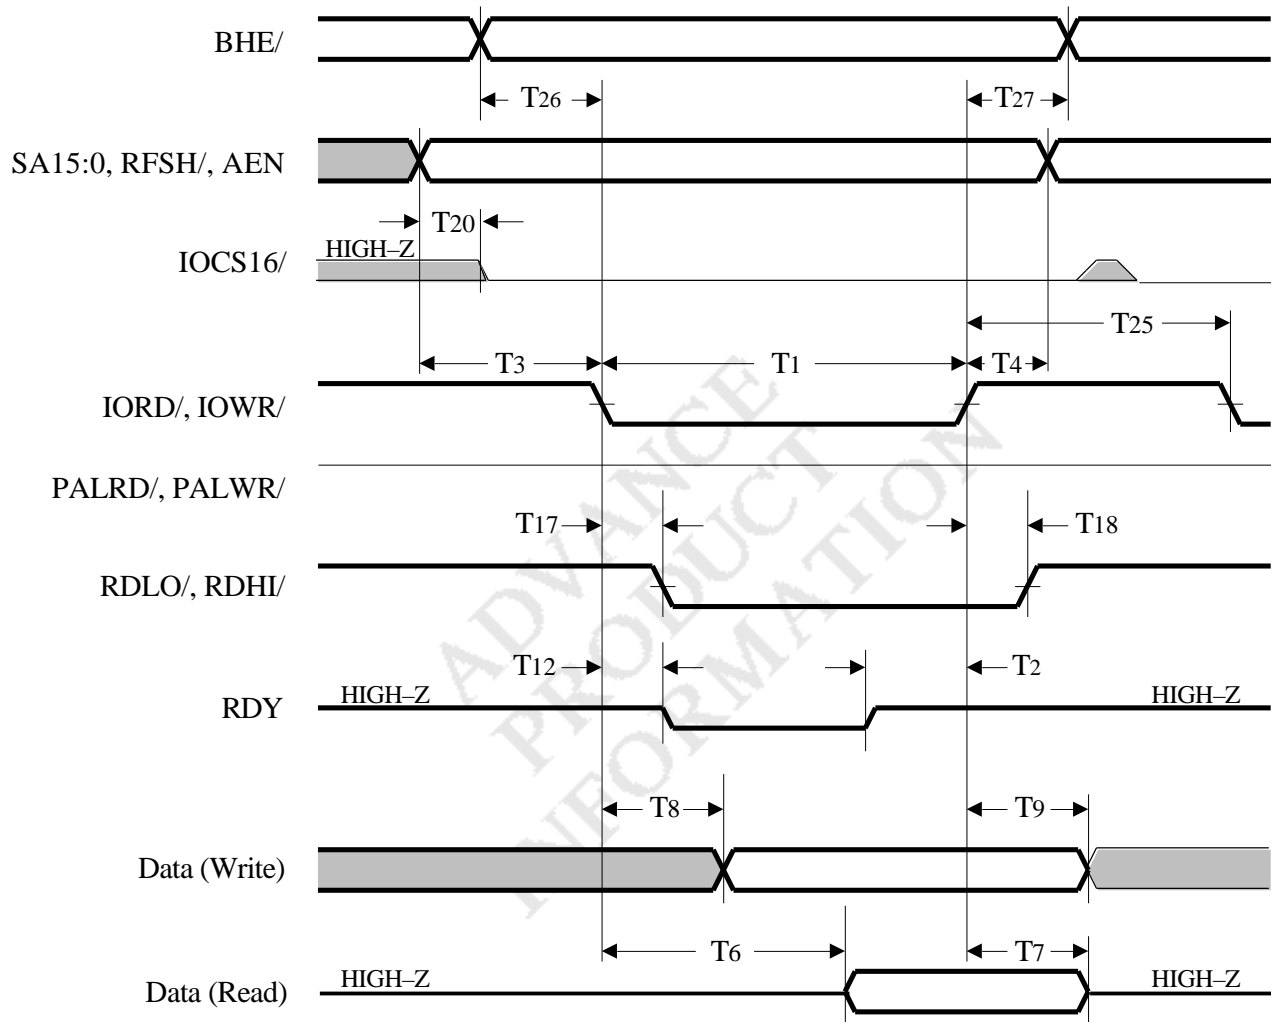 BHE/
T26
T27
SA15:0, RFSH/, AEN
T20
HIGH–Z
IOCS16/
T25
T3
T1
T4
IORD/, IOWR/
PALRD/, PALWR/
T17
T18
RDLO/, RDHI/
T12
T2
HIGH–Z
HIGH–Z
RDY
T8
T9
Data (Write)
T6
T7
HIGH–Z
HIGH–Z
Data (Read)
ADVANCE
PRODUCT
INFORMATION